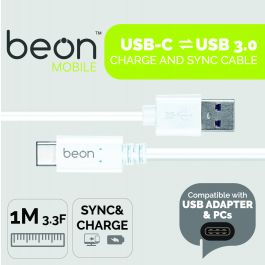 beon™
MOBILE
USB-C ⇌ USB 3.0
CHARGE AND SYNC CABLE
beon
1M 3.3F
SYNC&
CHARGE
Compatible with
USB ADAPTER
& PCs